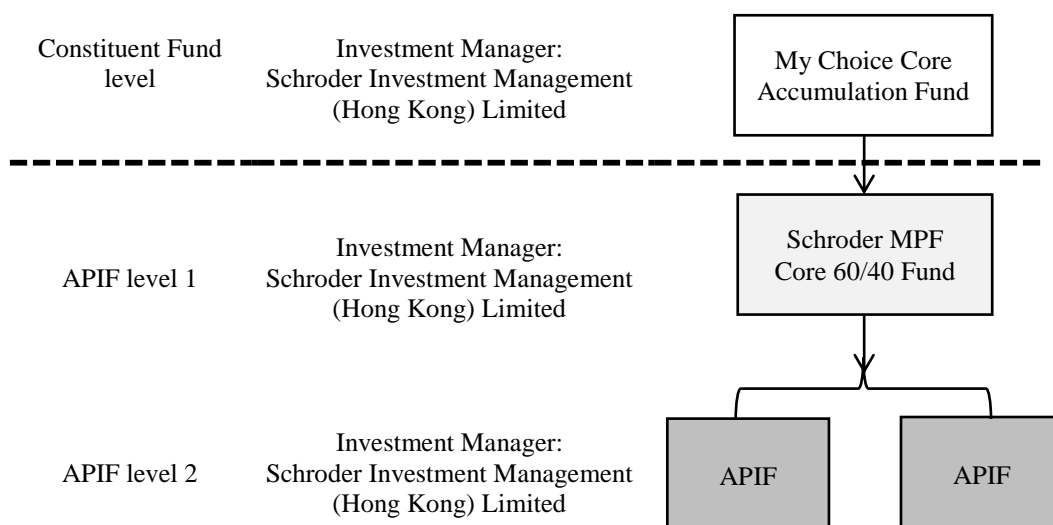 Constituent Fund
level
Investment Manager:
Schroder Investment Management
(Hong Kong) Limited
My Choice Core
Accumulation Fund
APIF level 1
Investment Manager:
Schroder Investment Management
(Hong Kong) Limited
Schroder MPF
Core 60/40 Fund
APIF level 2
Investment Manager:
Schroder Investment Management
(Hong Kong) Limited
APIF
APIF